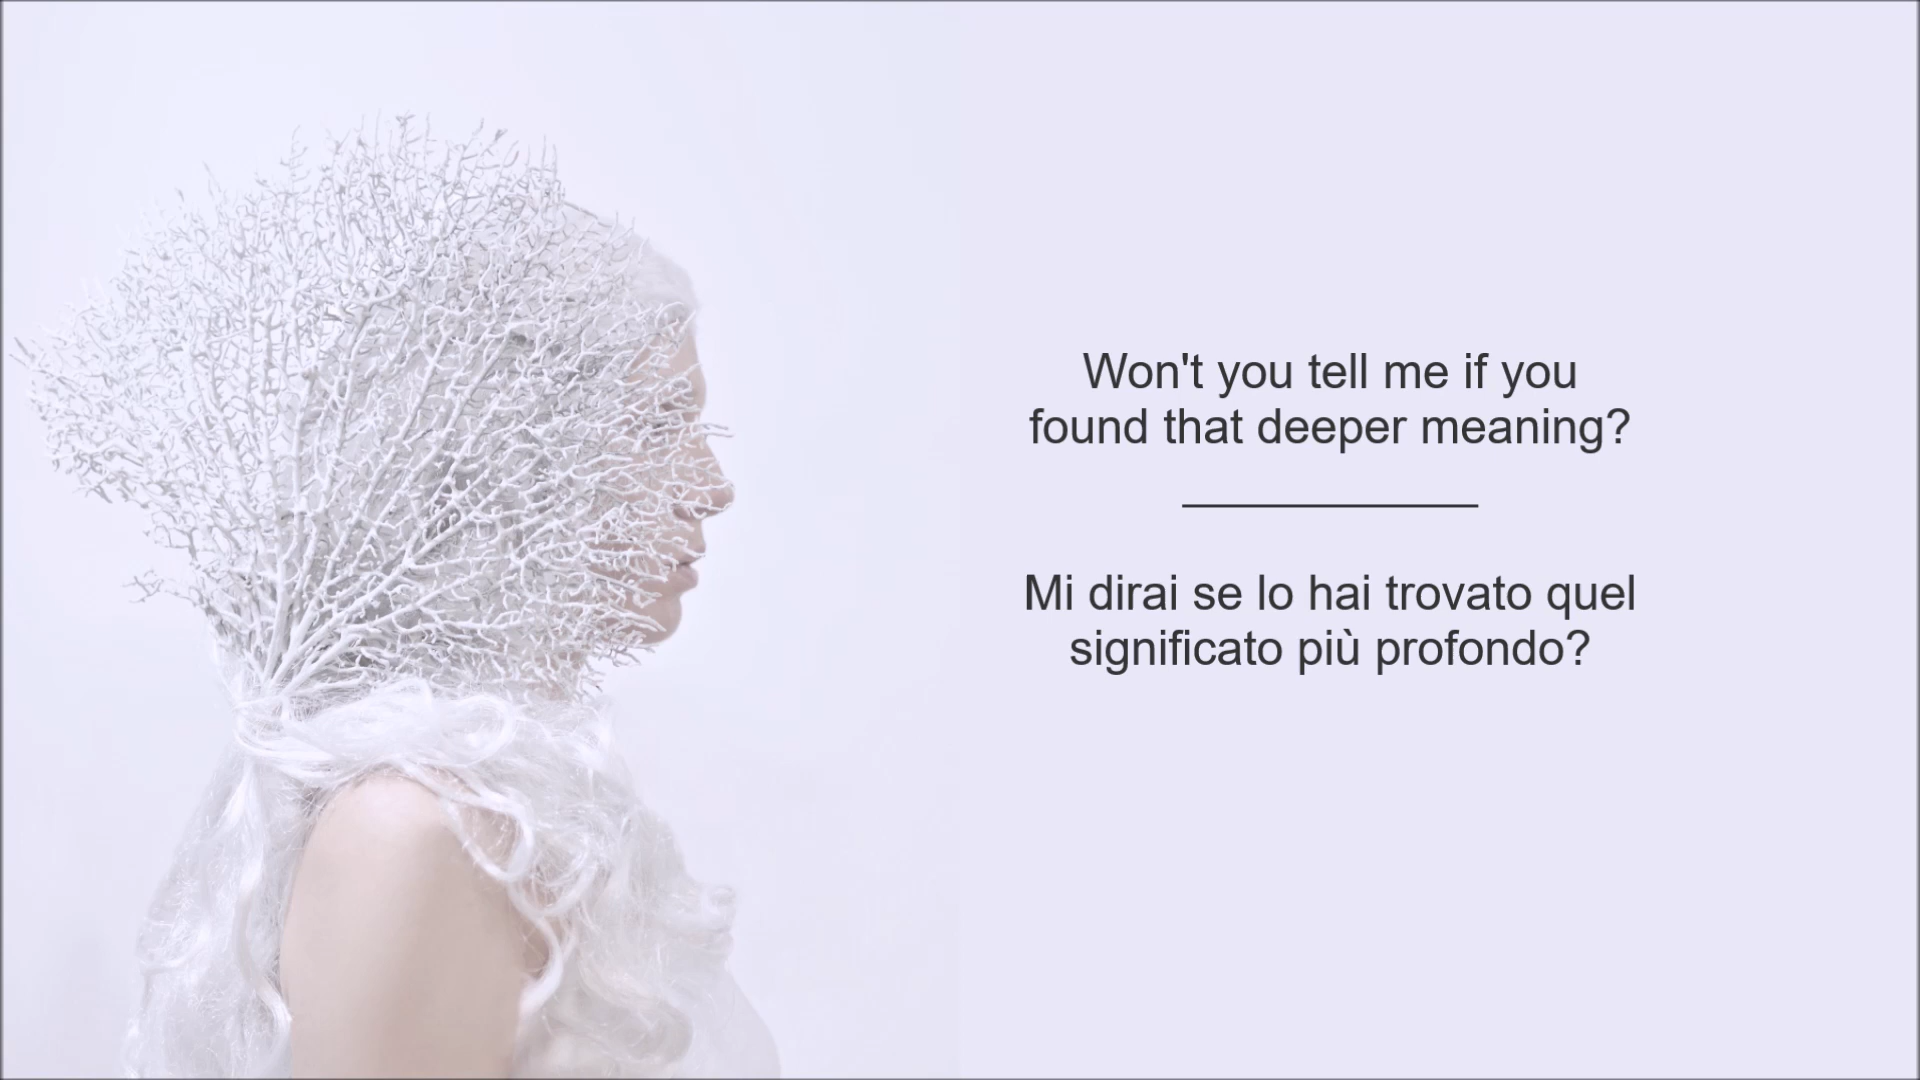 Won't you tell me if you
found that deeper meaning?
Mi dirai se lo hai trovato quel
significato più profondo?